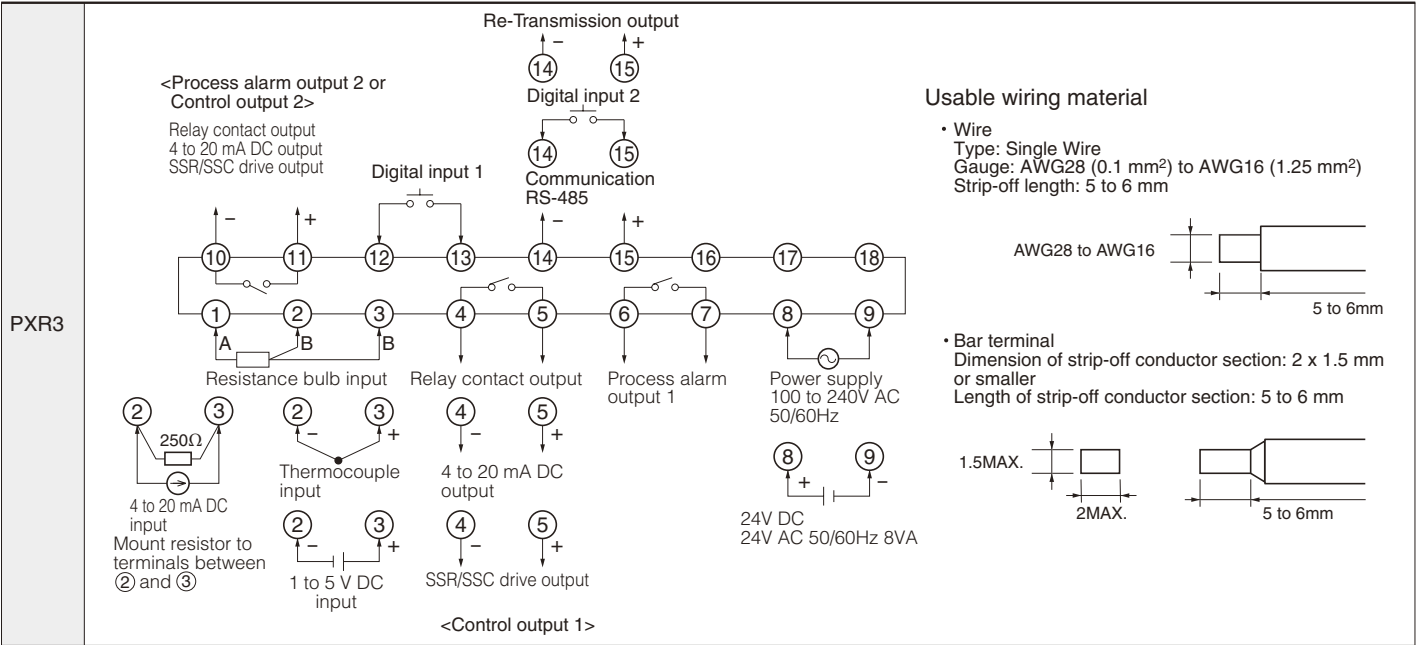 PXR3
Re-Transmission output
− +
⑭ ⑮
Digital input 2
⑭ ⑮
Communication
RS-485
− +
<Process alarm output 2 or
Control output 2>
Relay contact output
4 to 20 mA DC output
SSR/SSC drive output
− +
Digital input 1
⑩ ⑪ ⑫ ⑬ ⑭ ⑮ ⑯ ⑰ ⑱
① ② ③ ④ ⑤ ⑥ ⑦ ⑧ ⑨
A B B
Resistance bulb input
Relay contact output
Process alarm
output 1
Power supply
100 to 240V AC
50/60Hz
② ③
250Ω
4 to 20 mA DC
input
Mount resistor to
terminals between
② and ③
② ③
− +
Thermocouple
input
② ③
− +
1 to 5 V DC
input
④ ⑤
− +
4 to 20 mA DC
output
④ ⑤
− +
SSR/SSC drive output
<Control output 1>
⑧ ⑨
+ −
24V DC
24V AC 50/60Hz 8VA
Usable wiring material
・Wire
Type: Single Wire
Gauge: AWG28 (0.1 mm²) to AWG16 (1.25 mm²)
Strip-off length: 5 to 6 mm
AWG28 to AWG16
5 to 6mm
・Bar terminal
Dimension of strip-off conductor section: 2 x 1.5 mm
or smaller
Length of strip-off conductor section: 5 to 6 mm
1.5MAX.
2MAX.
5 to 6mm